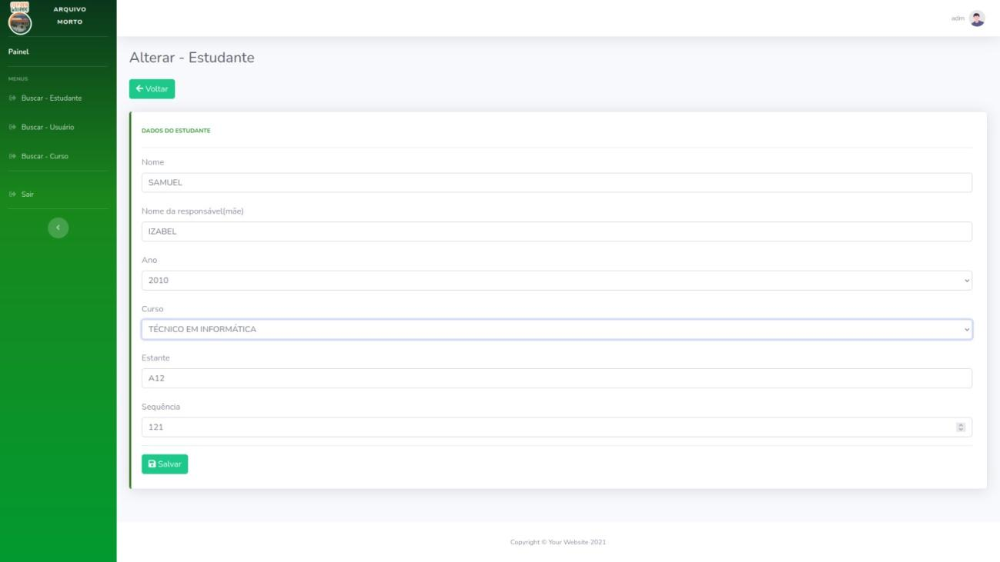 ARQUIVO
MORTO
Painel
MENUS
Buscar - Estudante
Buscar - Usuário
Buscar - Curso
Sair
adm
Alterar - Estudante
Voltar
DADOS DO ESTUDANTE
Nome
SAMUEL
Nome da responsável(mãe)
IZABEL
Ano
2010
Curso
TÉCNICO EM INFORMÁTICA
Estante
A12
Sequência
121
Salvar
Copyright © Your Website 2021